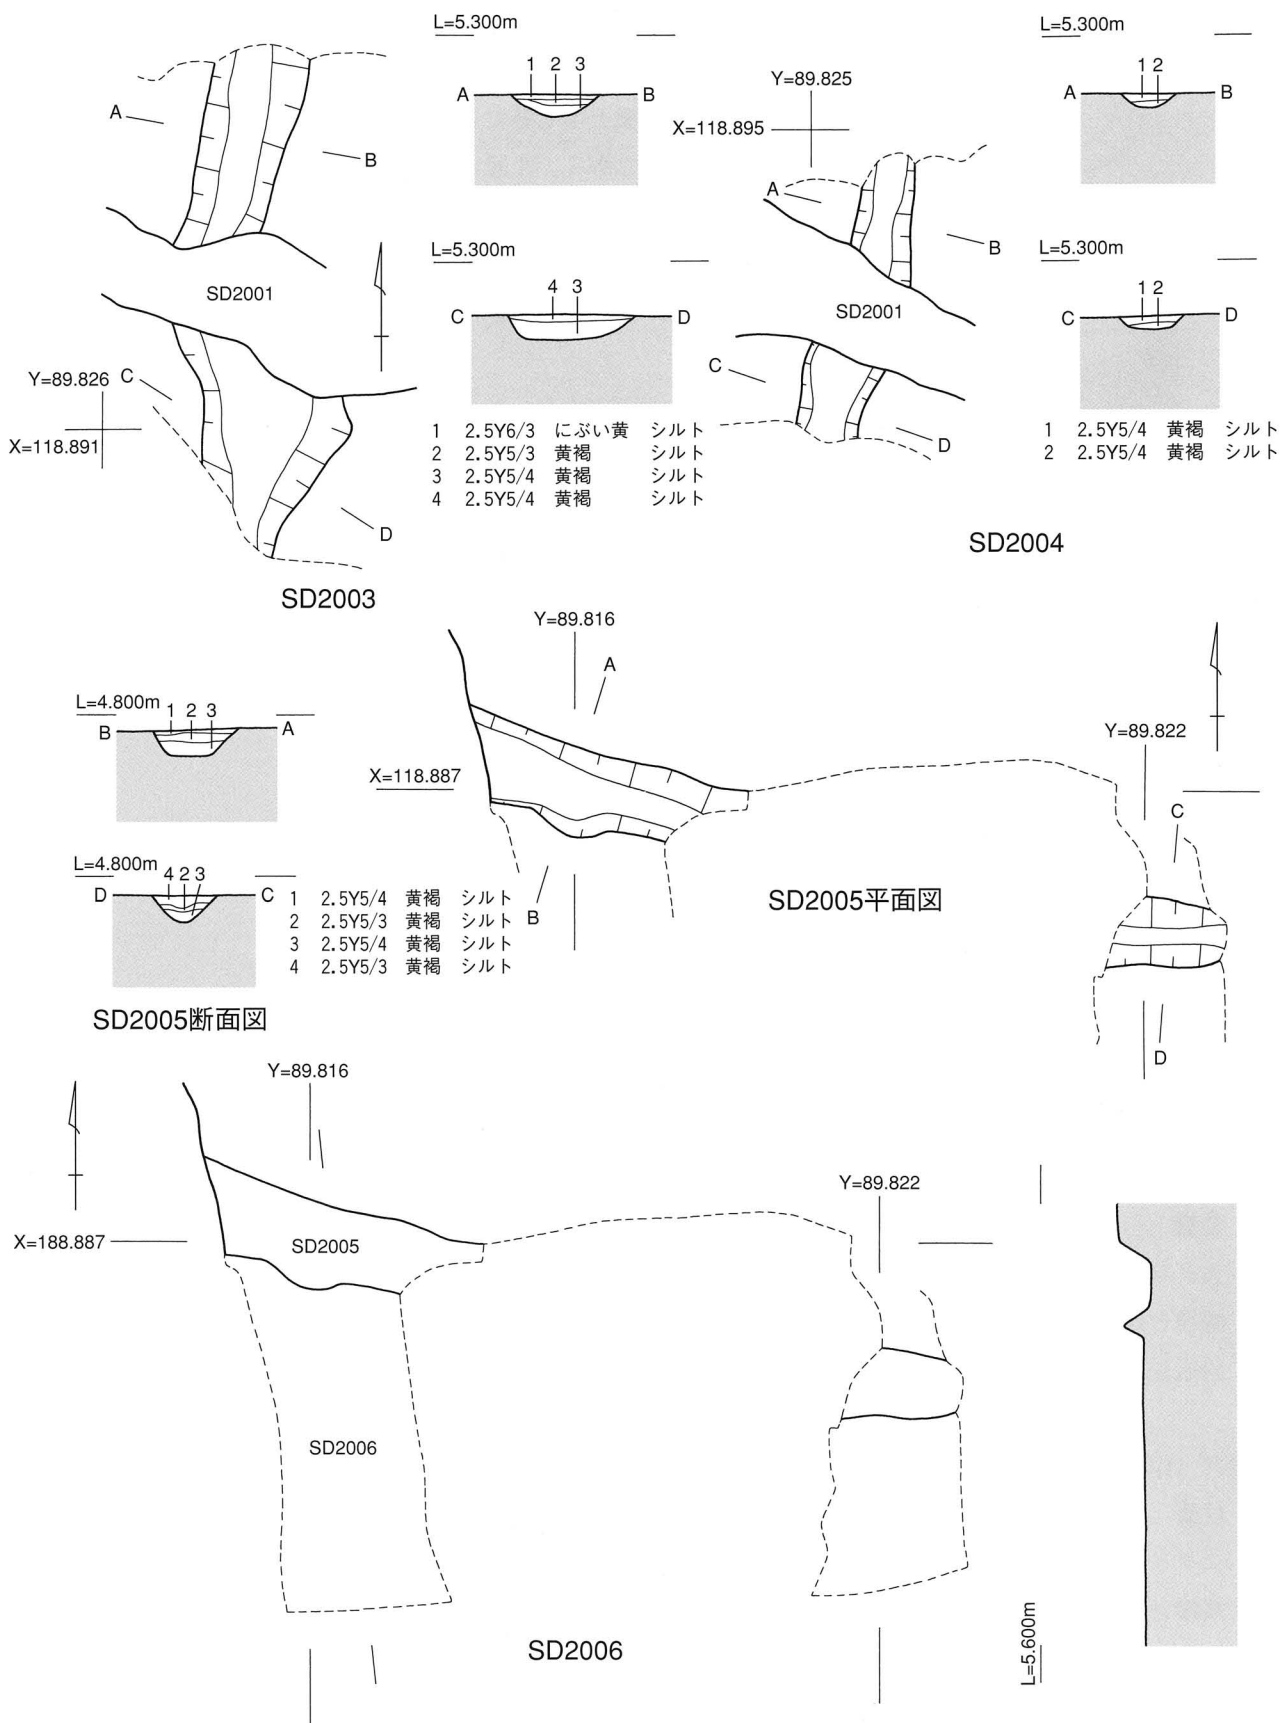 L=5.300m
1 2 3
A B
A
B
SD2001
Y=89.826
X=118.891
C
D
L=5.300m
4 3
C D
1 2.5Y6/3 にぶい黄 シルト
2 2.5Y5/3 黄褐 シルト
3 2.5Y5/4 黄褐 シルト
4 2.5Y5/4 黄褐 シルト
SD2003
Y=89.825
X=118.895
A
B
SD2001
C
D
L=5.300m
1 2
A B
L=5.300m
1 2
C D
1 2.5Y5/4 黄褐 シルト
2 2.5Y5/4 黄褐 シルト
SD2004
L=4.800m
1 2 3
B A
L=4.800m
4 2 3
D C
1 2.5Y5/4 黄褐 シルト
2 2.5Y5/3 黄褐 シルト
3 2.5Y5/4 黄褐 シルト
4 2.5Y5/3 黄褐 シルト
SD2005断面図
Y=89.816
A
X=118.887
B
Y=89.822
C
D
SD2005平面図
Y=89.816
Y=89.822
X=188.887
SD2005
SD2006
L=5.600m
SD2006